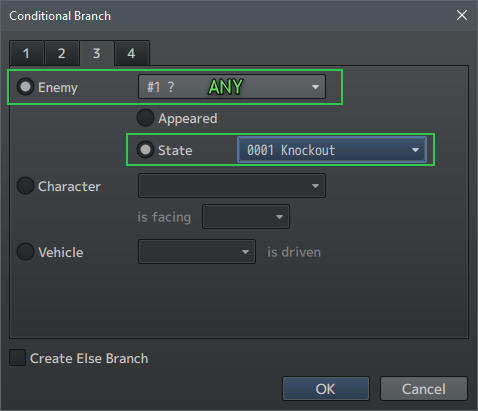 Conditional Branch
1 2 3 4
Enemy #1 ? ANY
Appeared
State 0001 Knockout
Character
is facing
Vehicle is driven
Create Else Branch
OK Cancel